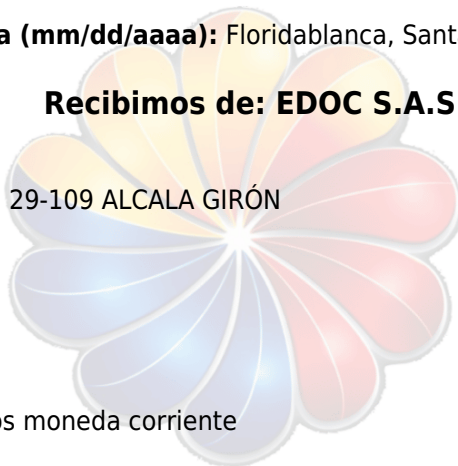 a (mm/dd/aaaa): Floridablanca, Sant
Recibimos de: EDOC S.A.S
29-109 ALCALA GIRÓN
os moneda corriente